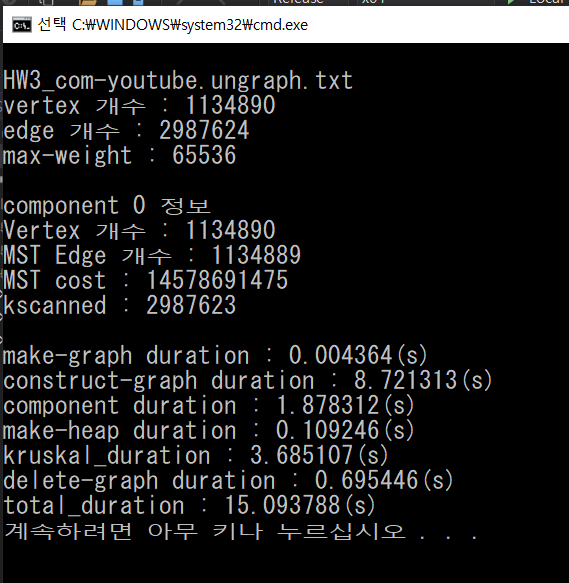 선택 C:₩WINDOWS₩system32₩cmd.exe
HW3_com-youtube.ungraph.txt
vertex 개수 : 1134890
edge 개수 : 2987624
max-weight : 65536
component 0 정보
Vertex 개수 : 1134890
MST Edge 개수 : 1134889
MST cost : 14578691475
kscanned : 2987623
make-graph duration : 0.004364(s)
construct-graph duration : 8.721313(s)
component duration : 1.878312(s)
make-heap duration : 0.109246(s)
kruskal_duration : 3.685107(s)
delete-graph duration : 0.695446(s)
total_duration : 15.093788(s)
계속하려면 아무 키나 누르십시오 . . .